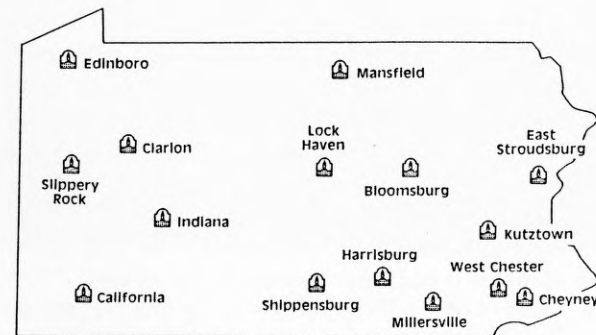 Edinboro
Mansfield
Clarion
Lock
Haven
East
Stroudsburg
Slippery
Rock
Bloomsburg
Indiana
Kutztown
Harrisburg
West Chester
California
Shippensburg
Cheyney
Millersville